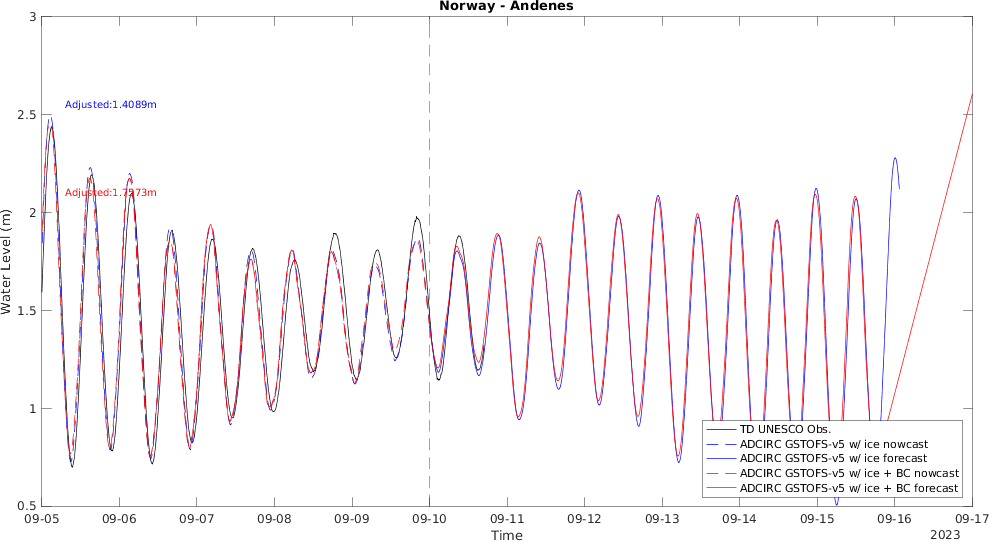 Norway - Andenes
3
2.5
2
1.5
1
0.5
Water Level (m)
Adjusted:1.4089m
Adjusted:1.7573m
TD UNESCO Obs.
ADCIRC GSTOFS-v5 w/ ice nowcast
ADCIRC GSTOFS-v5 w/ ice forecast
ADCIRC GSTOFS-v5 w/ ice + BC nowcast
ADCIRC GSTOFS-v5 w/ ice + BC forecast
09-05 09-06 09-07 09-08 09-09 09-10 09-11 09-12 09-13 09-14 09-15 09-16 09-17
Time
2023